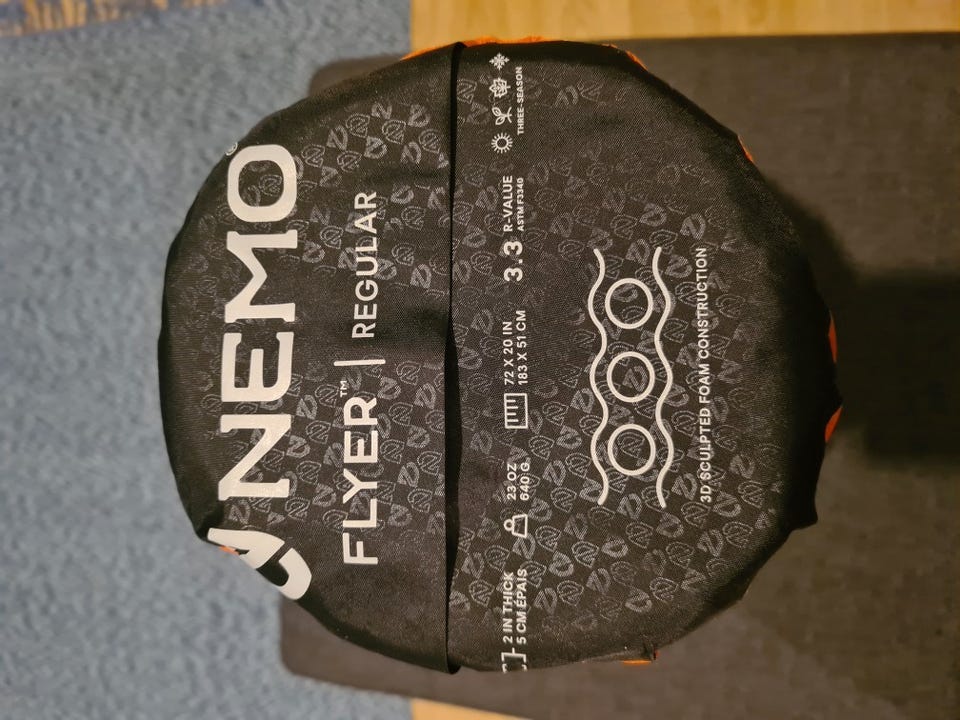 NEMO®
FLYER™ | REGULAR
2 IN THICK
5 CM ÉPAIS
23 OZ
640 G
72 X 20 IN
183 X 51 CM
3.3 R-VALUE
ASTM F3340
THREE-SEASON
3D SCULPTED FOAM CONSTRUCTION